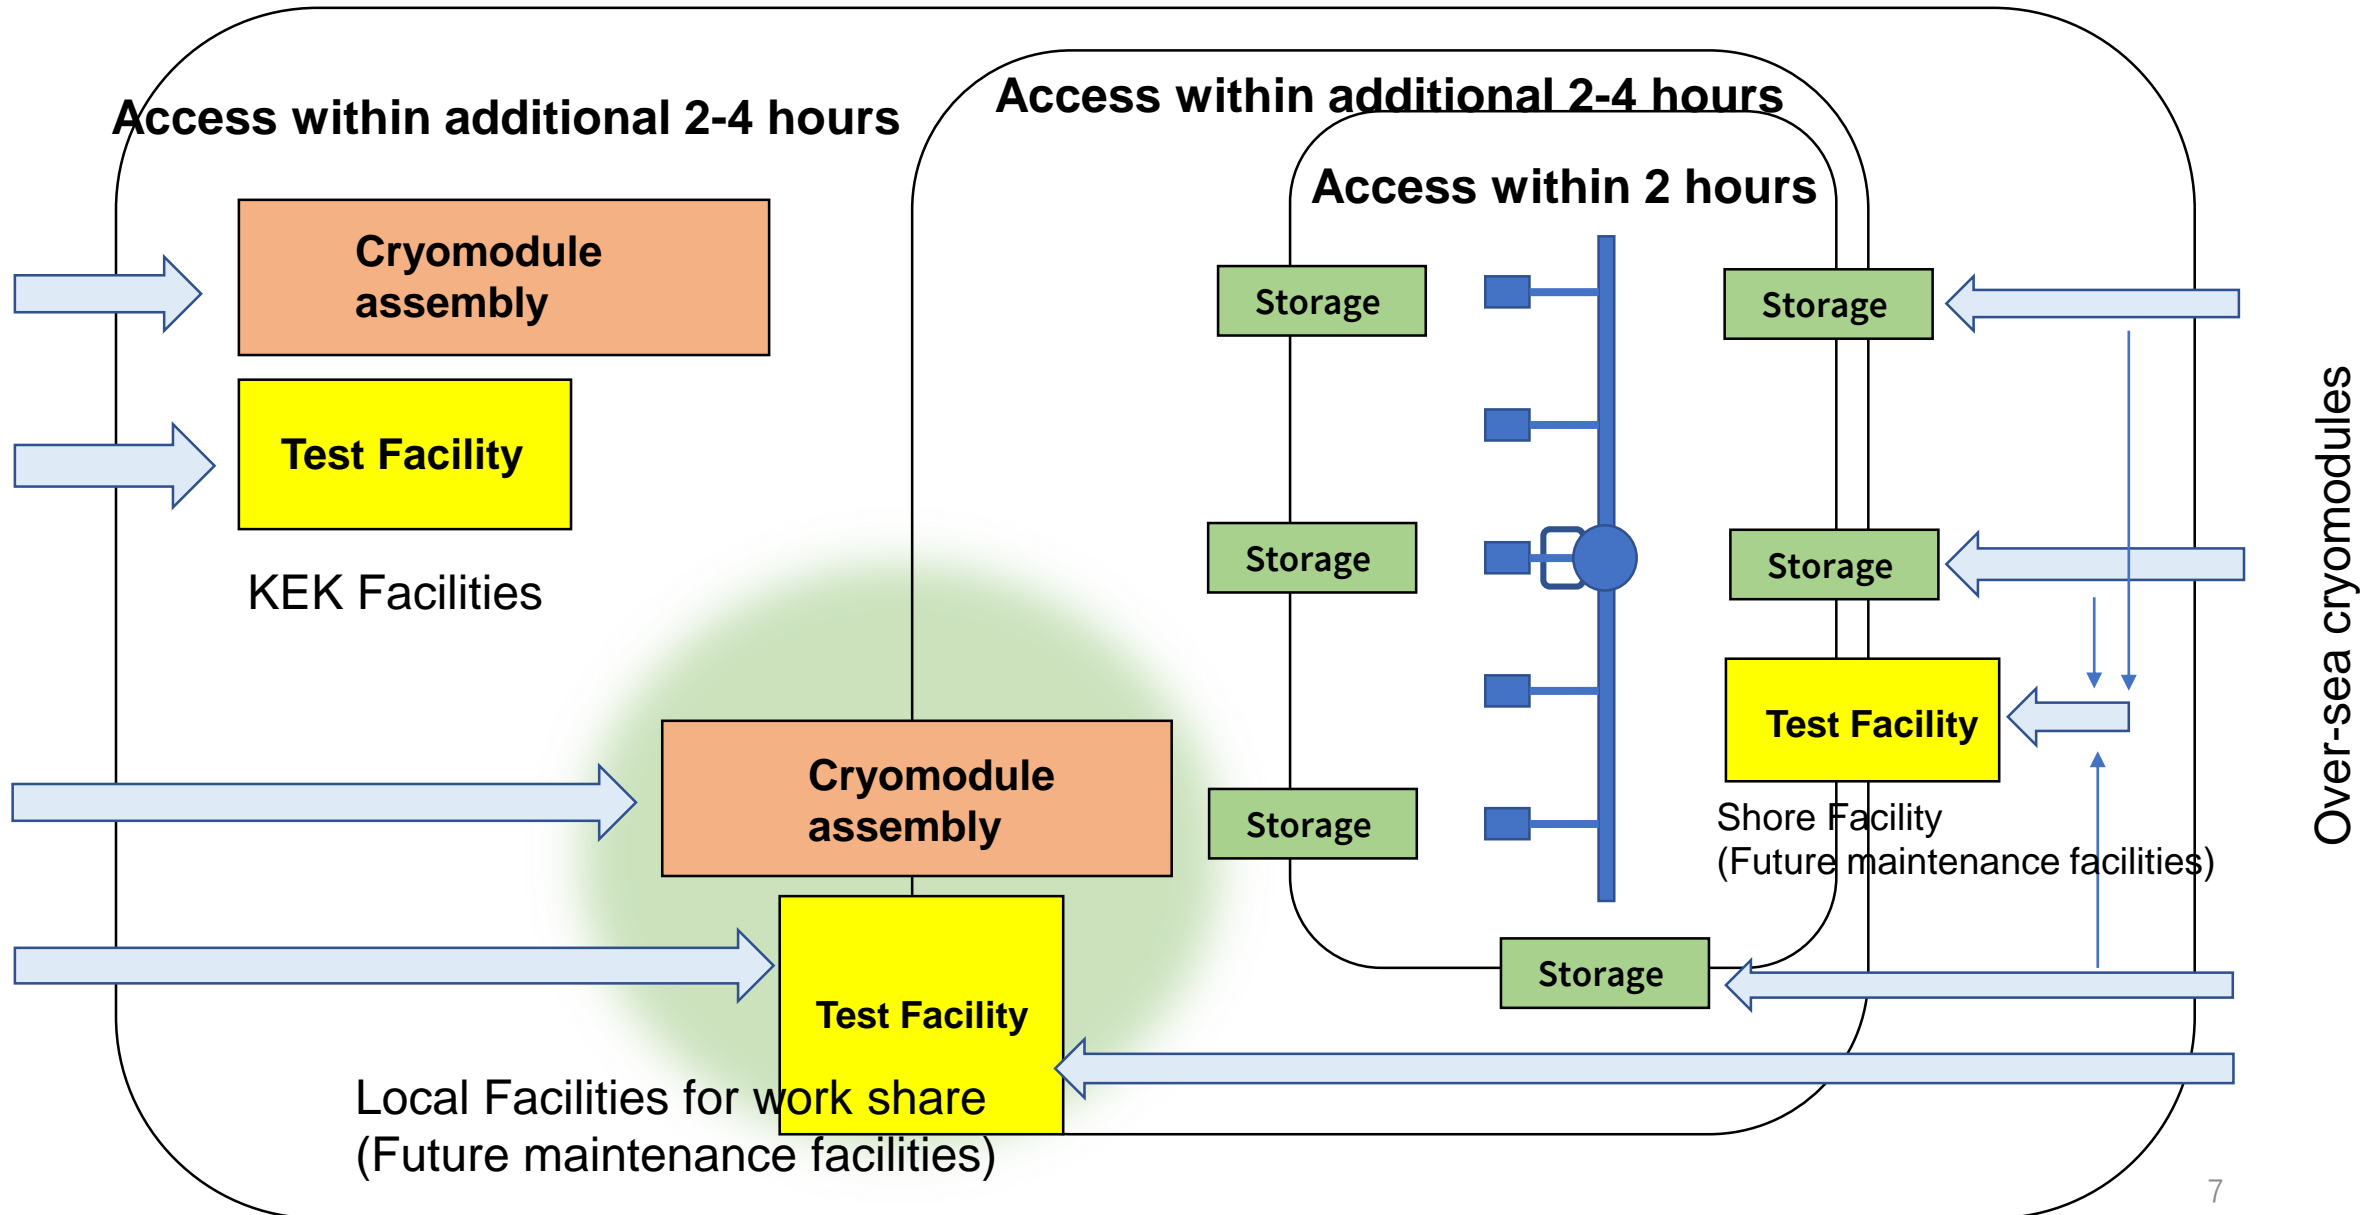 Access within additional 2-4 hours
Access within additional 2-4 hours
Access within 2 hours
Cryomodule
assembly
Storage
Storage
Test Facility
KEK Facilities
Storage
Storage
Over-sea cryomodules
Test Facility
Cryomodule
assembly
Storage
Shore Facility
(Future maintenance facilities)
Storage
Test Facility
Local Facilities for work share
(Future maintenance facilities)
7